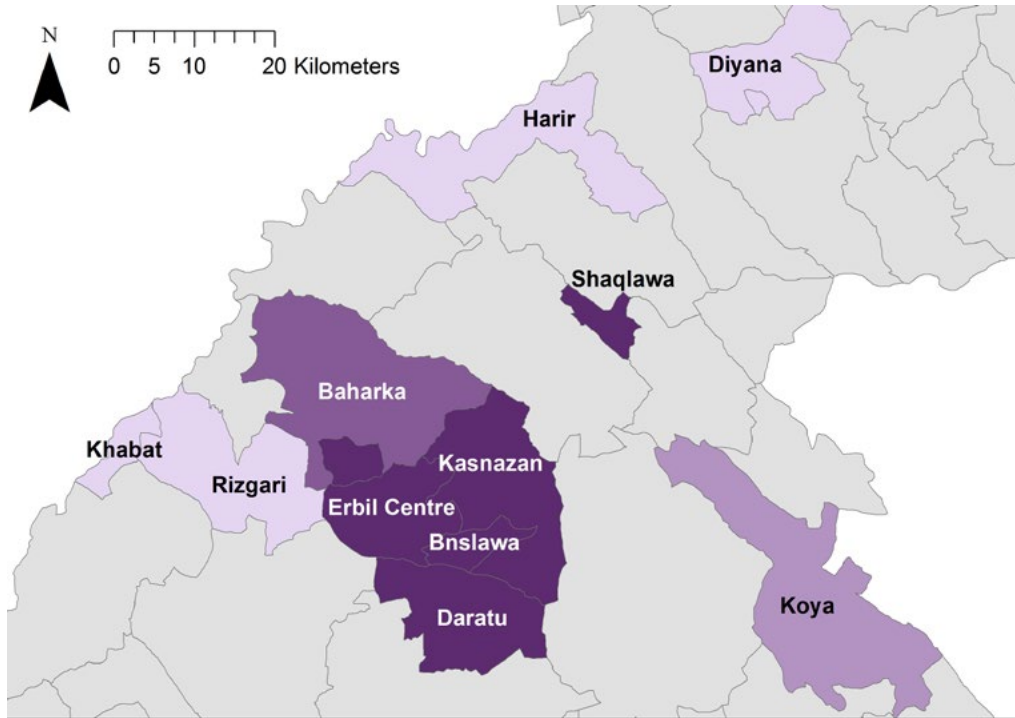 N
0 5 10 20 Kilometers
Diyana
Harir
Shaqlawa
Baharka
Khabat
Kasnazan
Rizgari
Erbil Centre
Bnslawa
Koya
Daratu